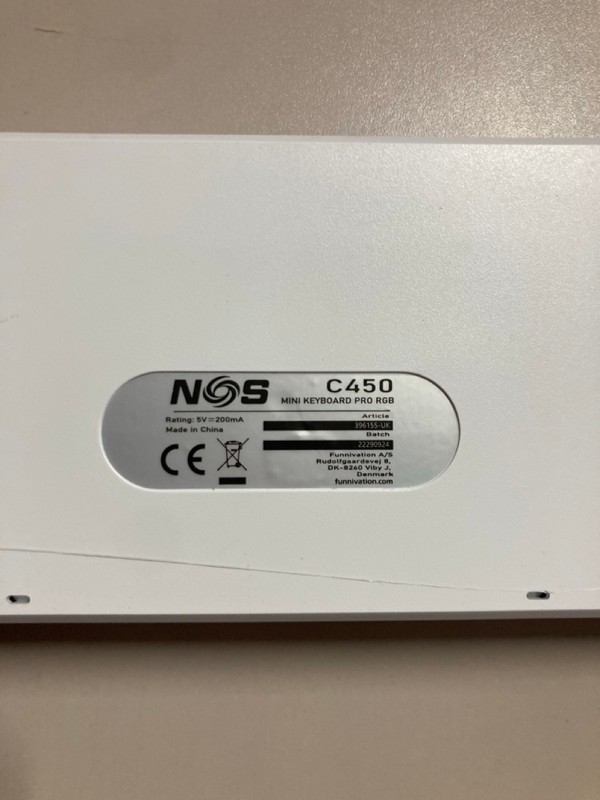 NOS C450
MINI KEYBOARD PRO RGB
Rating: 5V⎓200mA
Made in China
Article
396155-UK
Batch
22290924
CE
Funnivation A/S
Rudolfgaardsvej 8,
DK-8260 Viby J,
Denmark
funnivation.com